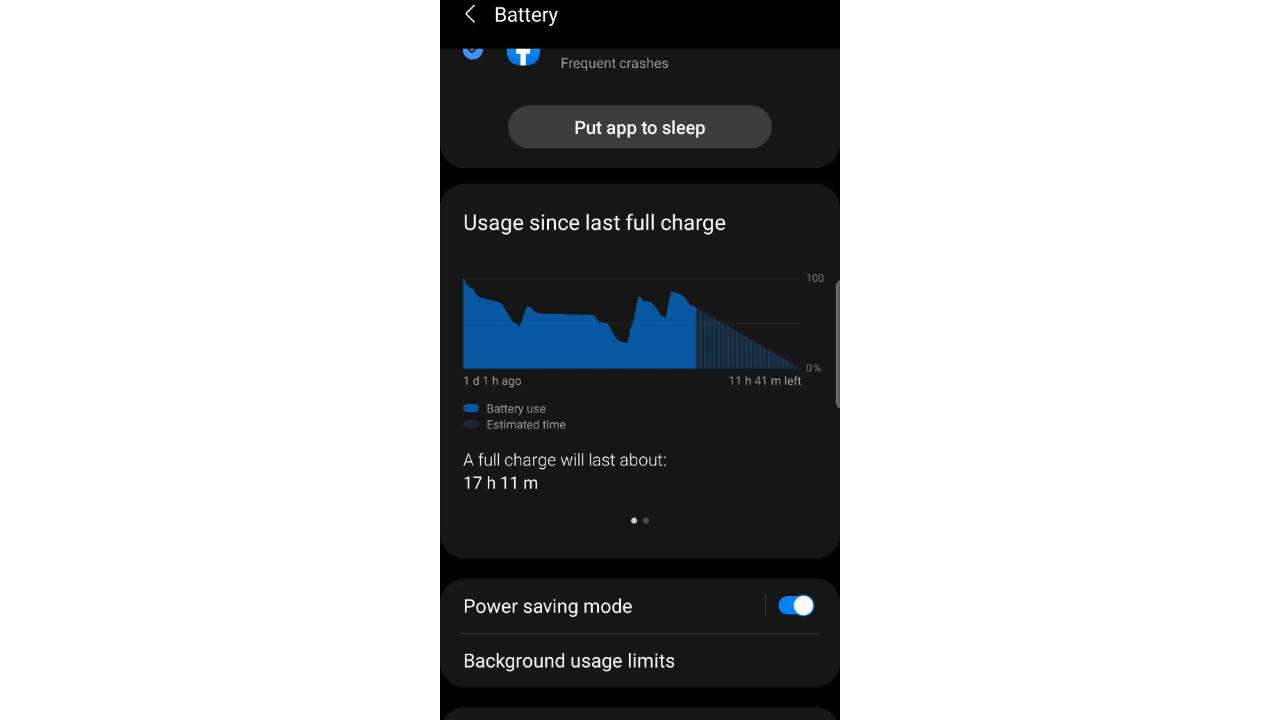 Battery
Frequent crashes
Put app to sleep
Usage since last full charge
100
0%
1 d 1 h ago
11 h 41 m left
Battery use
Estimated time
A full charge will last about:
17 h 11 m
Power saving mode
Background usage limits